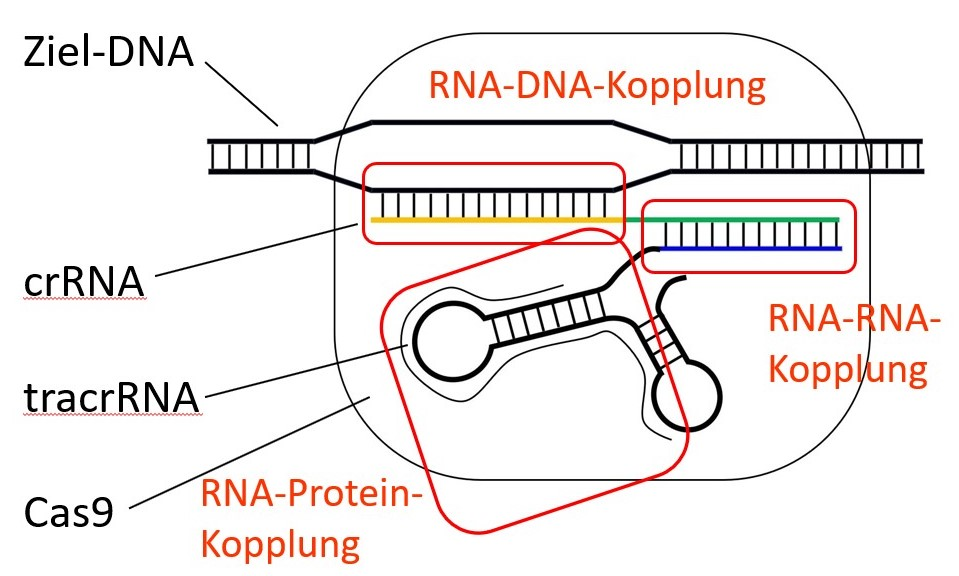 Ziel-DNA
RNA-DNA-Kopplung
crRNA
RNA-RNA-
Kopplung
tracrRNA
Cas9
RNA-Protein-
Kopplung